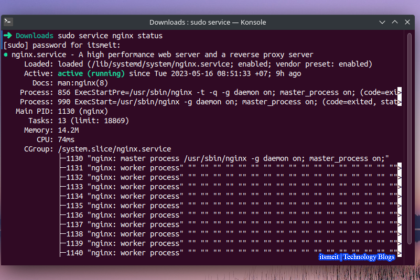 Downloads : sudo service — Konsole
Downloads sudo service nginx status
[sudo] password for itsmeit:
● nginx.service - A high performance web server and a reverse proxy server
Loaded: loaded (/lib/systemd/system/nginx.service; enabled; vendor preset: enabled)
Active: active (running) since Tue 2023-05-16 08:51:33 +07; 9h ago
Docs: man:nginx(8)
Process: 856 ExecStartPre=/usr/sbin/nginx -t -q -g daemon on; master_process on; (code=exi>
Process: 990 ExecStart=/usr/sbin/nginx -g daemon on; master_process on; (code=exited, stat>
Main PID: 1130 (nginx)
Tasks: 13 (limit: 18869)
Memory: 14.2M
CPU: 74ms
CGroup: /system.slice/nginx.service
├─1130 "nginx: master process /usr/sbin/nginx -g daemon on; master_process on;"
├─1131 "nginx: worker process" "" "" "" "" "" "" "" "" "" "" "" "" "" "" "" "" "" ">
├─1132 "nginx: worker process" "" "" "" "" "" "" "" "" "" "" "" "" "" "" "" "" "" ">
├─1133 "nginx: worker process" "" "" "" "" "" "" "" "" "" "" "" "" "" "" "" "" "" ">
├─1134 "nginx: worker process" "" "" "" "" "" "" "" "" "" "" "" "" "" "" "" "" "" ">
├─1135 "nginx: worker process" "" "" "" "" "" "" "" "" "" "" "" "" "" "" "" "" "" ">
├─1136 "nginx: worker process" "" "" "" "" "" "" "" "" "" "" "" "" "" "" "" "" "" ">
├─1137 "nginx: worker process" "" "" "" "" "" "" "" "" "" "" "" "" "" "" "" "" "" ">
├─1138 "nginx: worker process" "" "" "" "" "" "" "" "" "" "" "" "" "" "" "" "" "" ">
├─1139 "nginx: worker process" "" "" "" "" "" "" "" "" "" "" "" "" "" "" "" "" "" ">
├─1140 "nginx: worker process" "" "" "" "" "" "" "" "" "" "" "" "" "" "" "" "" "" ">
itsmeit | Technology Blogs